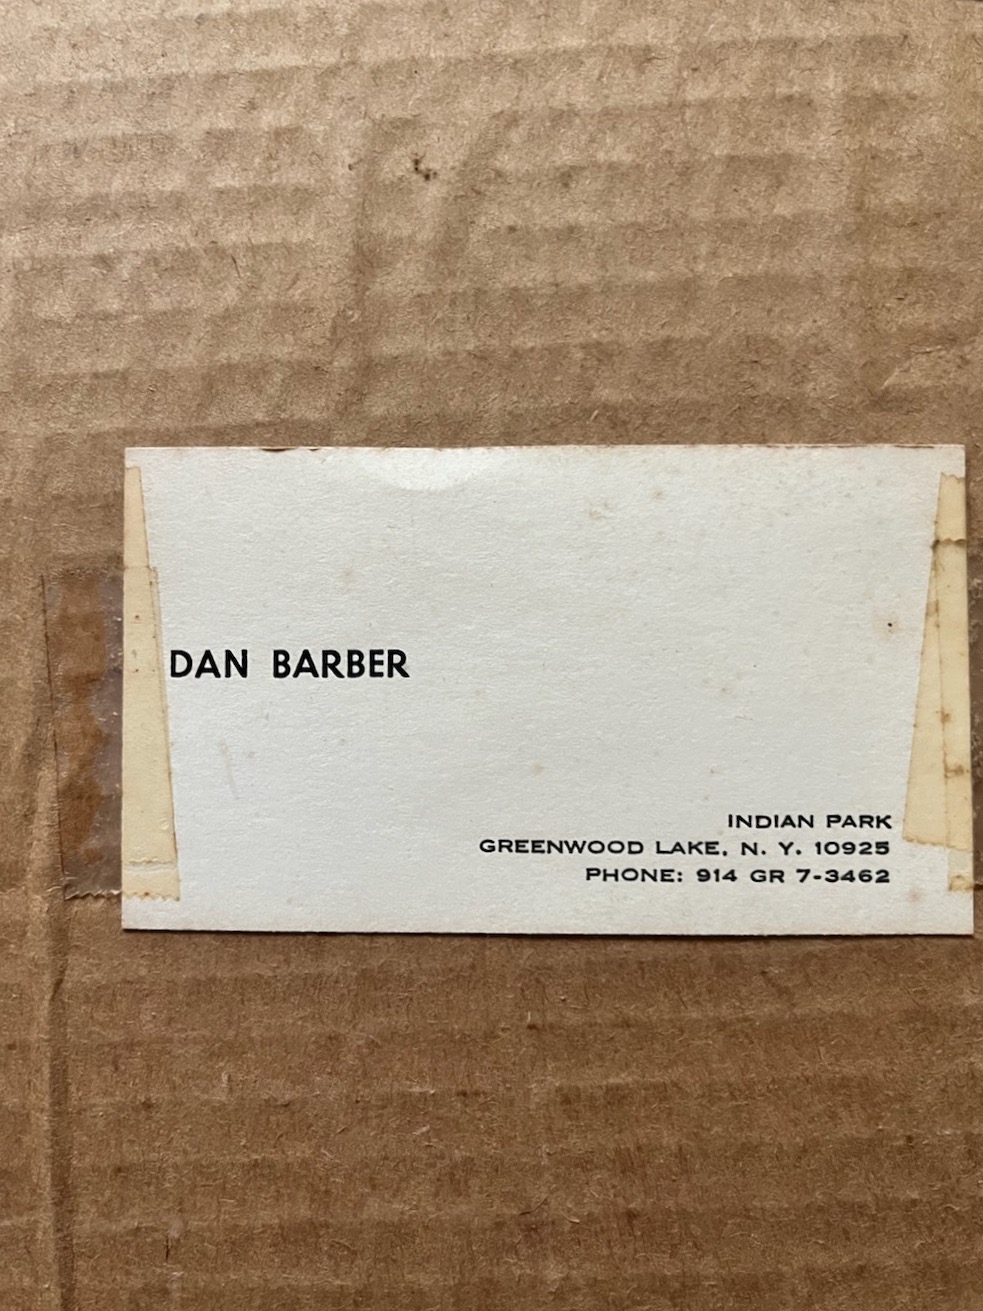 DAN BARBER
INDIAN PARK
GREENWOOD LAKE, N. Y. 10925
PHONE: 914 GR 7-3462